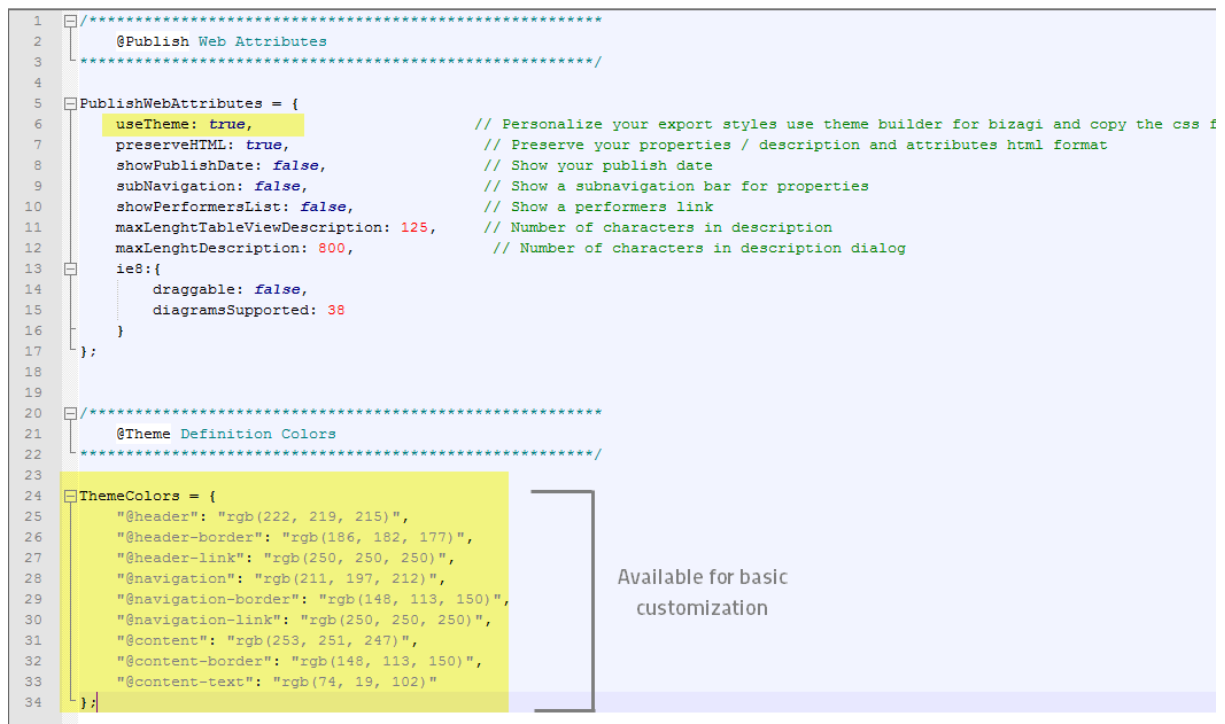 1 /********************************************************
2 @Publish Web Attributes
3 ********************************************************/
4
5 PublishWebAttributes = {
6 useTheme: true, // Personalize your export styles use theme builder for bizagi and copy the css f
7 preserveHTML: true, // Preserve your properties / description and attributes html format
8 showPublishDate: false, // Show your publish date
9 subNavigation: false, // Show a subnavigation bar for properties
10 showPerformersList: false, // Show a performers link
11 maxLenghtTableViewDescription: 125, // Number of characters in description
12 maxLenghtDescription: 800, // Number of characters in description dialog
13 ie8:{
14 draggable: false,
15 diagramsSupported: 38
16 }
17 };
18
19
20 /********************************************************
21 @Theme Definition Colors
22 ********************************************************/
23
24 ThemeColors = {
25 "@header": "rgb(222, 219, 215)",
26 "@header-border": "rgb(186, 182, 177)",
27 "@header-link": "rgb(250, 250, 250)",
28 "@navigation": "rgb(211, 197, 212)",
29 "@navigation-border": "rgb(148, 113, 150)",
30 "@navigation-link": "rgb(250, 250, 250)",
31 "@content": "rgb(253, 251, 247)",
32 "@content-border": "rgb(148, 113, 150)",
33 "@content-text": "rgb(74, 19, 102)"
34 };
Available for basic
customization